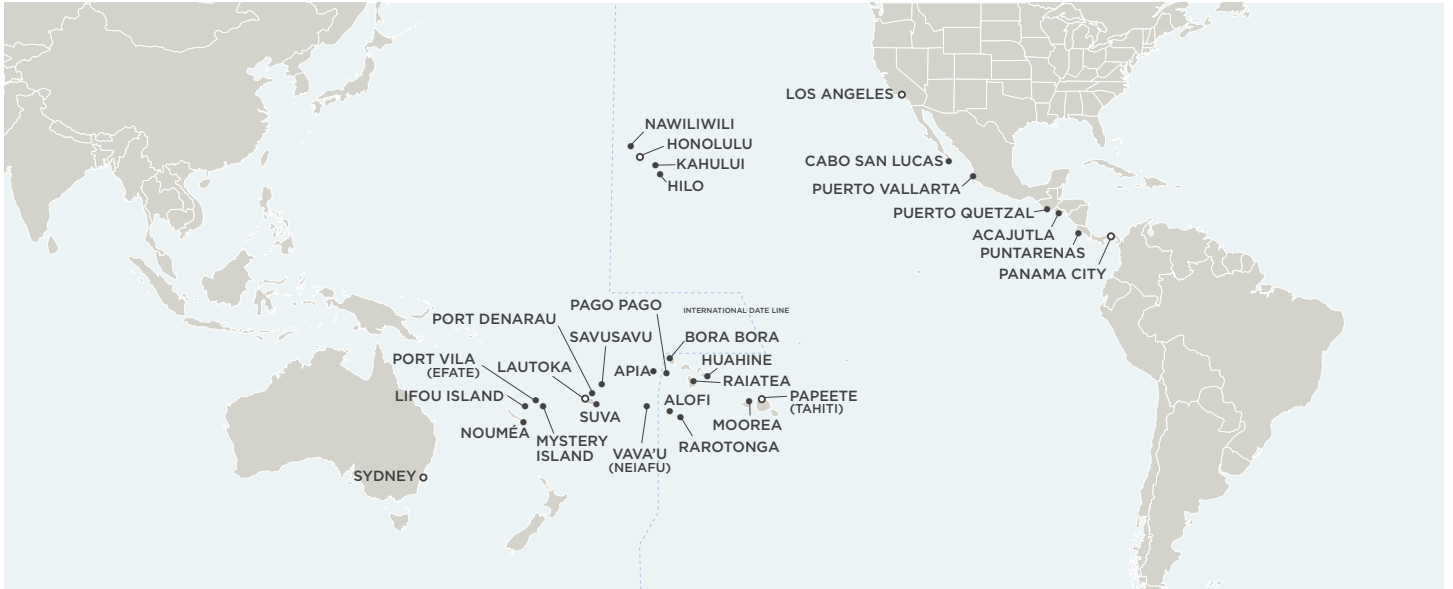 LOS ANGELES
NAWILIWILI
HONOLULU
KAHULUI
HILO
CABO SAN LUCAS
PUERTO VALLARTA
PUERTO QUETZAL
ACAJUTLA
PUNTARENAS
PANAMA CITY
PAGO PAGO
INTERNATIONAL DATE LINE
PORT DENARAU
SAVUSAVU
BORA BORA
PORT VILA
(EFATE)
LAUTOKA
APIA
HUAHINE
RAIATEA
LIFOU ISLAND
ALOFI
PAPEETE
(TAHITI)
SUVA
MOOREA
NOUMÉA
MYSTERY
ISLAND
RAROTONGA
VAVA'U
(NEIAFU)
SYDNEY